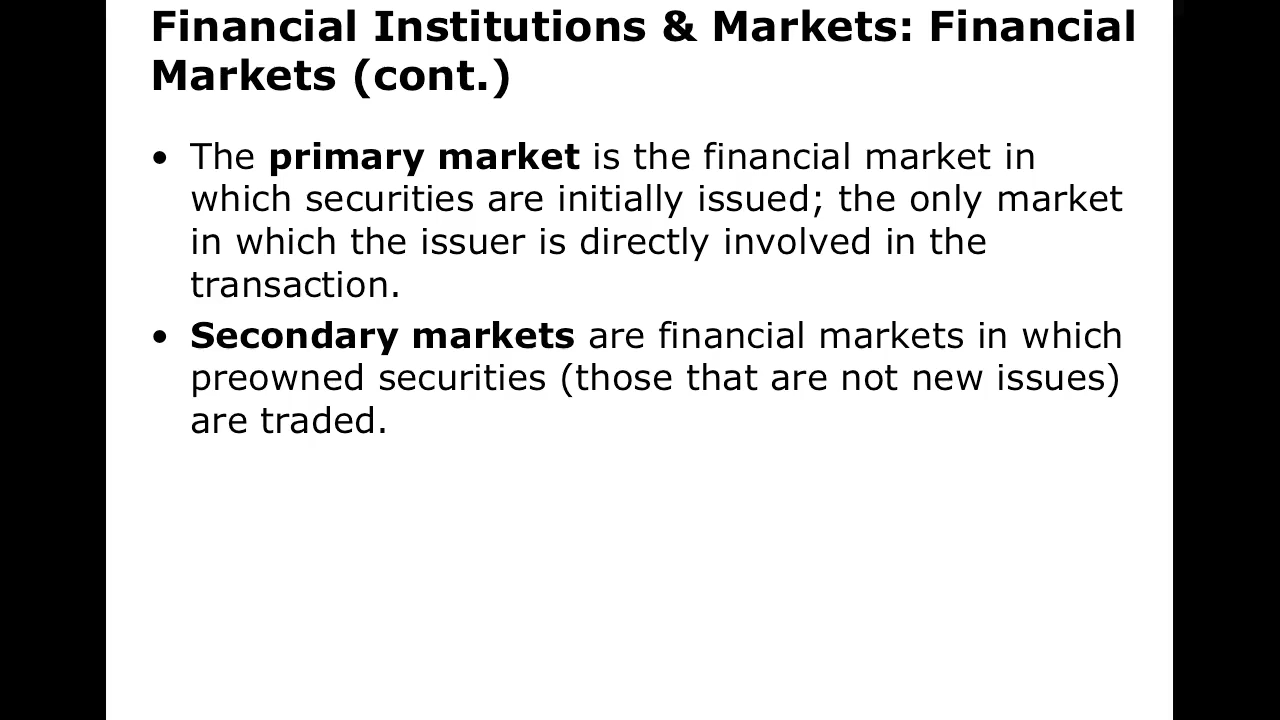 Financial Institutions & Markets: Financial
Markets (cont.)
• The primary market is the financial market in
which securities are initially issued; the only market
in which the issuer is directly involved in the
transaction.
• Secondary markets are financial markets in which
preowned securities (those that are not new issues)
are traded.